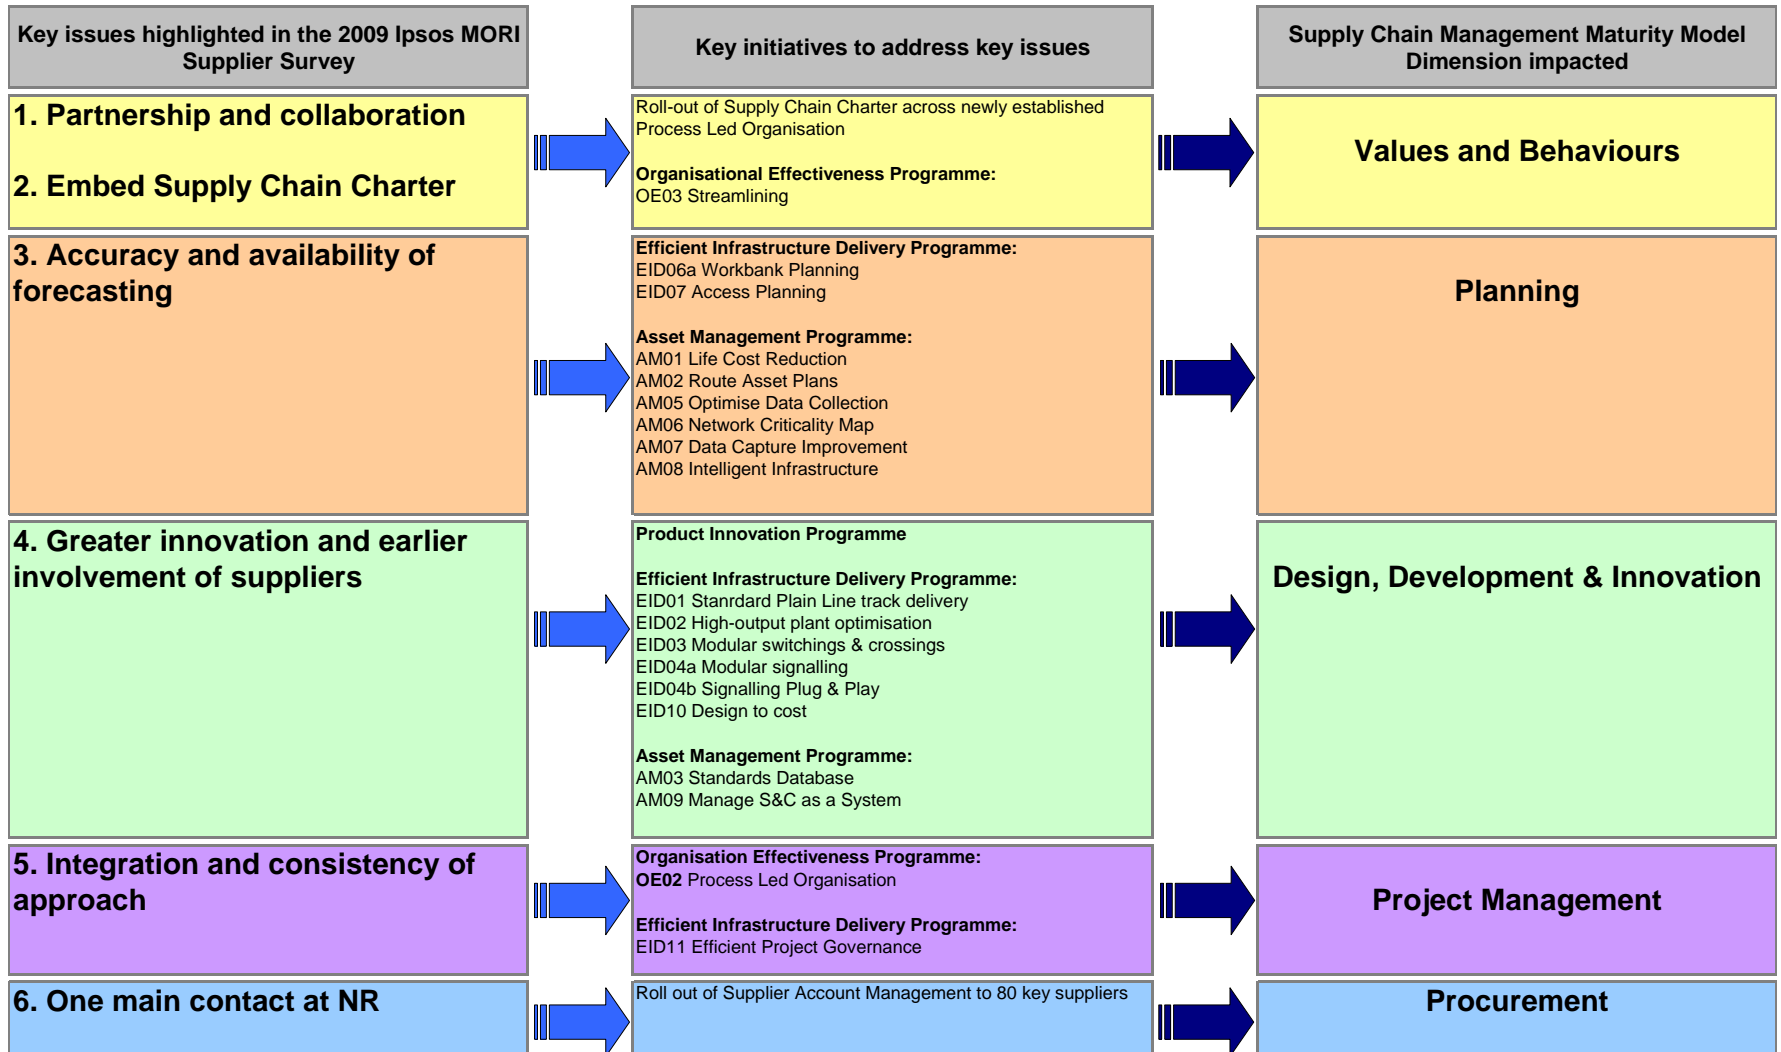 Key issues highlighted in the 2009 Ipsos MORI
Supplier Survey
Key initiatives to address key issues
Supply Chain Management Maturity Model
Dimension impacted
1. Partnership and collaboration
2. Embed Supply Chain Charter
Roll-out of Supply Chain Charter across newly established
Process Led Organisation
Organisational Effectiveness Programme:
OE03 Streamlining
Values and Behaviours
3. Accuracy and availability of
forecasting
Efficient Infrastructure Delivery Programme:
EID06a Workbank Planning
EID07 Access Planning
Asset Management Programme:
AM01 Life Cost Reduction
AM02 Route Asset Plans
AM05 Optimise Data Collection
AM06 Network Criticality Map
AM07 Data Capture Improvement
AM08 Intelligent Infrastructure
Planning
4. Greater innovation and earlier
involvement of suppliers
Product Innovation Programme
Efficient Infrastructure Delivery Programme:
EID01 Stanrdard Plain Line track delivery
EID02 High-output plant optimisation
EID03 Modular switchings & crossings
EID04a Modular signalling
EID04b Signalling Plug & Play
EID10 Design to cost
Asset Management Programme:
AM03 Standards Database
AM09 Manage S&C as a System
Design, Development & Innovation
5. Integration and consistency of
approach
Organisation Effectiveness Programme:
OE02 Process Led Organisation
Efficient Infrastructure Delivery Programme:
EID11 Efficient Project Governance
Project Management
6. One main contact at NR
Roll out of Supplier Account Management to 80 key suppliers
Procurement